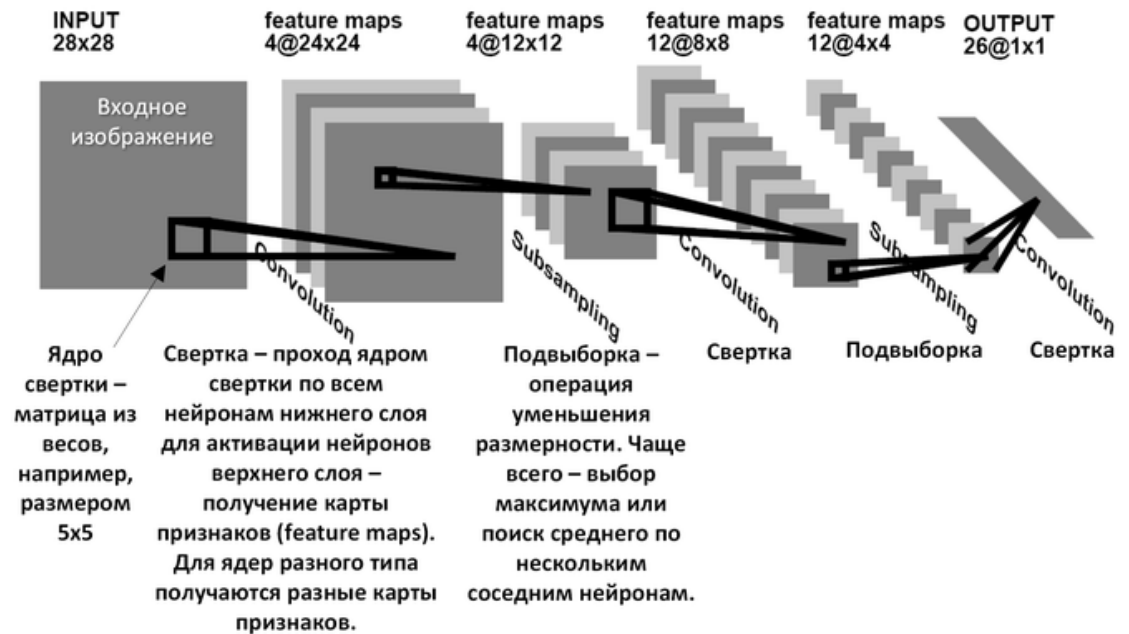 INPUT
28x28
feature maps
4@24x24
feature maps
4@12x12
feature maps
12@8x8
feature maps
12@4x4
OUTPUT
26@1x1
Входное
изображение
Convolution
Subsampling
Convolution
Subsampling
Convolution
Ядро
свертки –
матрица из
весов,
например,
размером
5x5
Свертка – проход ядром
свертки по всем
нейронам нижнего слоя
для активации нейронов
верхнего слоя –
получение карты
признаков (feature maps).
Для ядер разного типа
получаются разные карты
признаков.
Подвыборка –
операция
уменьшения
размерности. Чаще
всего – выбор
максимума или
поиск среднего по
нескольким
соседним нейронам.
Свертка
Подвыборка
Свертка